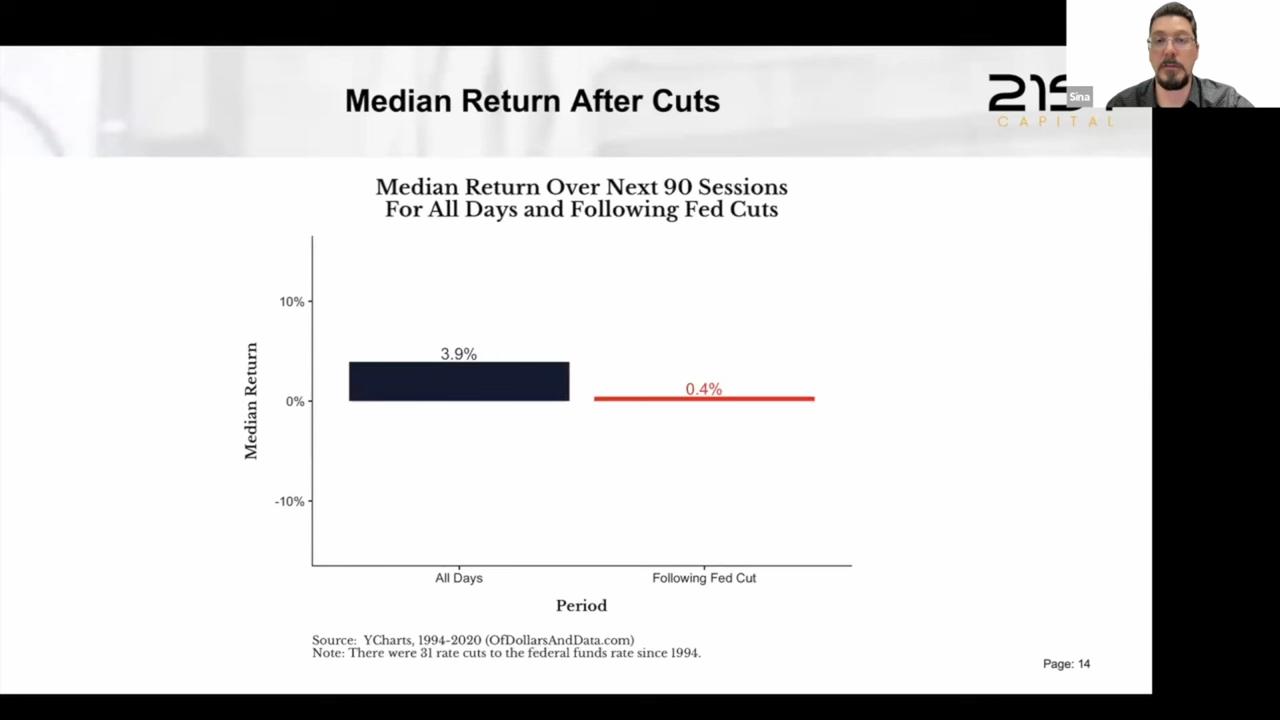 Median Return After Cuts
21S
CAPITAL
Sina
Median Return Over Next 90 Sessions
For All Days and Following Fed Cuts
Median Return
10%
0%
-10%
3.9%
0.4%
All Days
Following Fed Cut
Period
Source: YCharts, 1994-2020 (OfDollarsAndData.com)
Note: There were 31 rate cuts to the federal funds rate since 1994.
Page: 14